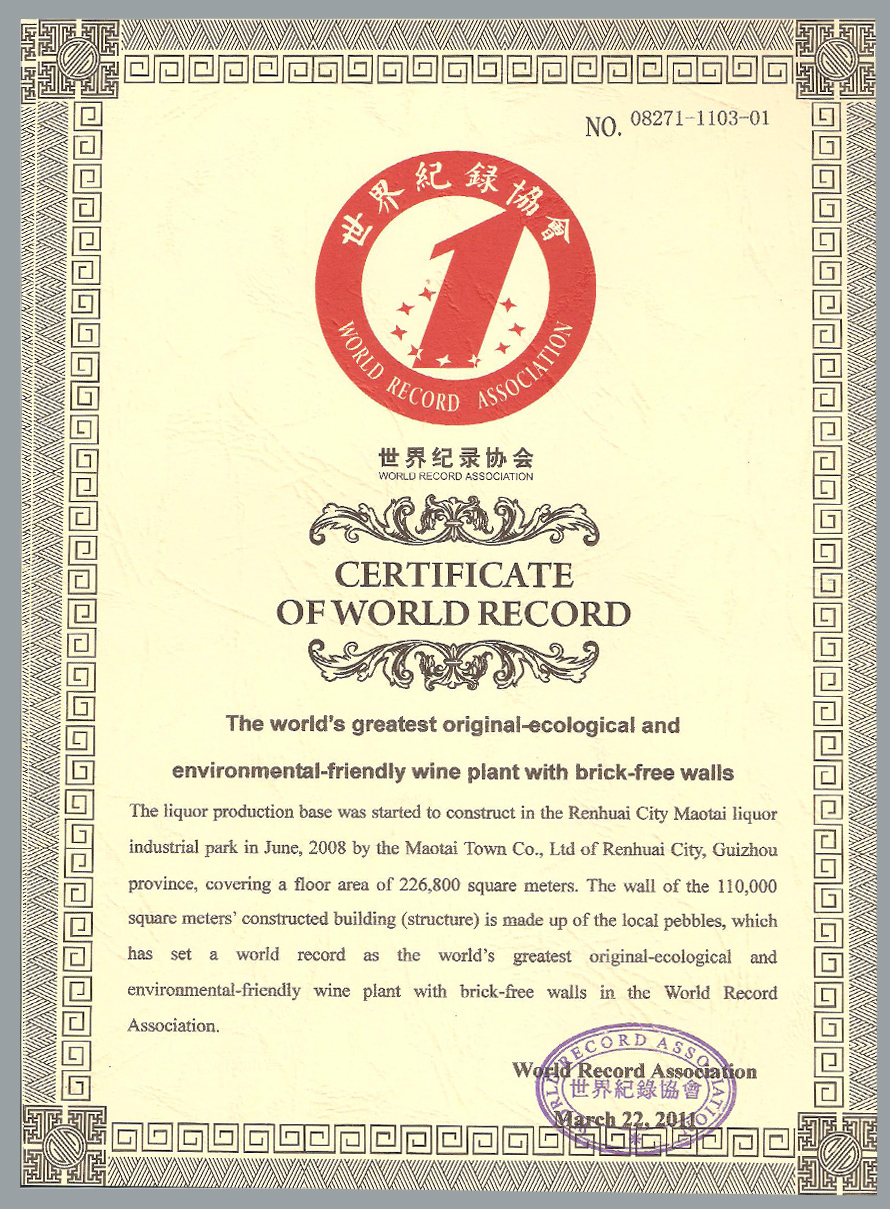 NO. 08271-1103-01
世界紀録協會
WORLD RECORD ASSOCIATION
世界纪录协会
WORLD RECORD ASSOCIATION
CERTIFICATE
OF WORLD RECORD
The world's greatest original-ecological and
environmental-friendly wine plant with brick-free walls
The liquor production base was started to construct in the Renhuai City Maotai liquor
industrial park in June, 2008 by the Maotai Town Co., Ltd of Renhuai City, Guizhou
province, covering a floor area of 226,800 square meters. The wall of the 110,000
square meters' constructed building (structure) is made up of the local pebbles, which
has set a world record as the world's greatest original-ecological and
environmental-friendly wine plant with brick-free walls in the World Record
Association.
WORLD RECORD ASSOCIATION
World Record Association
世界紀錄協會
March 22, 2011